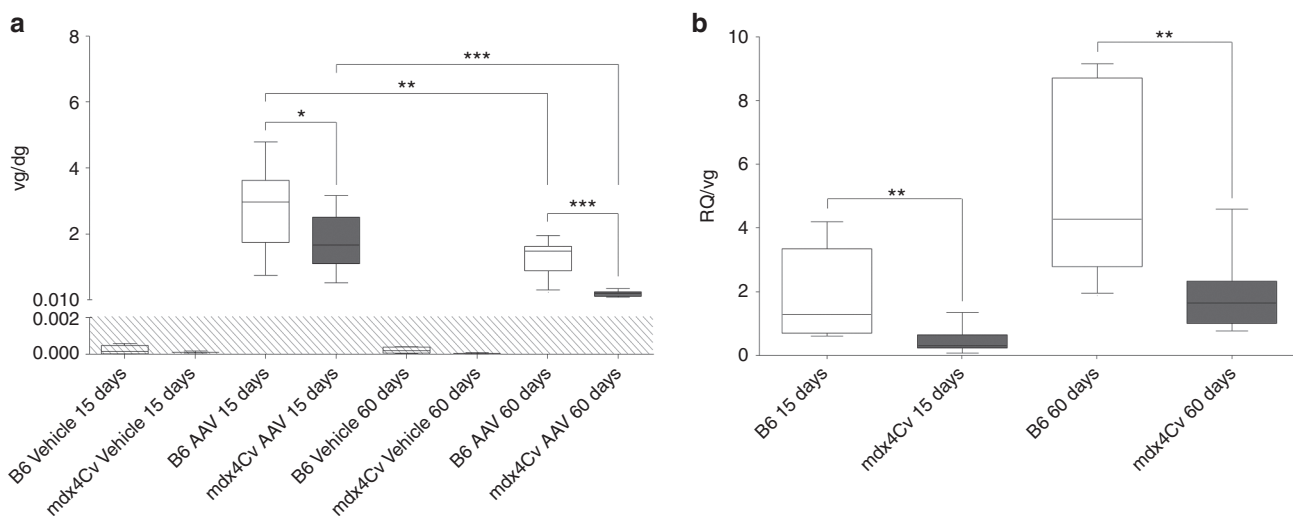 a
8
6
4
2
0.010
0.002
0.000
vg/dg
*
**
***
***
B6 Vehicle 15 days
mdx4Cv Vehicle 15 days
B6 AAV 15 days
mdx4Cv AAV 15 days
B6 Vehicle 60 days
mdx4Cv Vehicle 60 days
B6 AAV 60 days
mdx4Cv AAV 60 days
b
10
8
6
4
2
0
RQ/vg
**
**
B6 15 days
mdx4Cv 15 days
B6 60 days
mdx4Cv 60 days